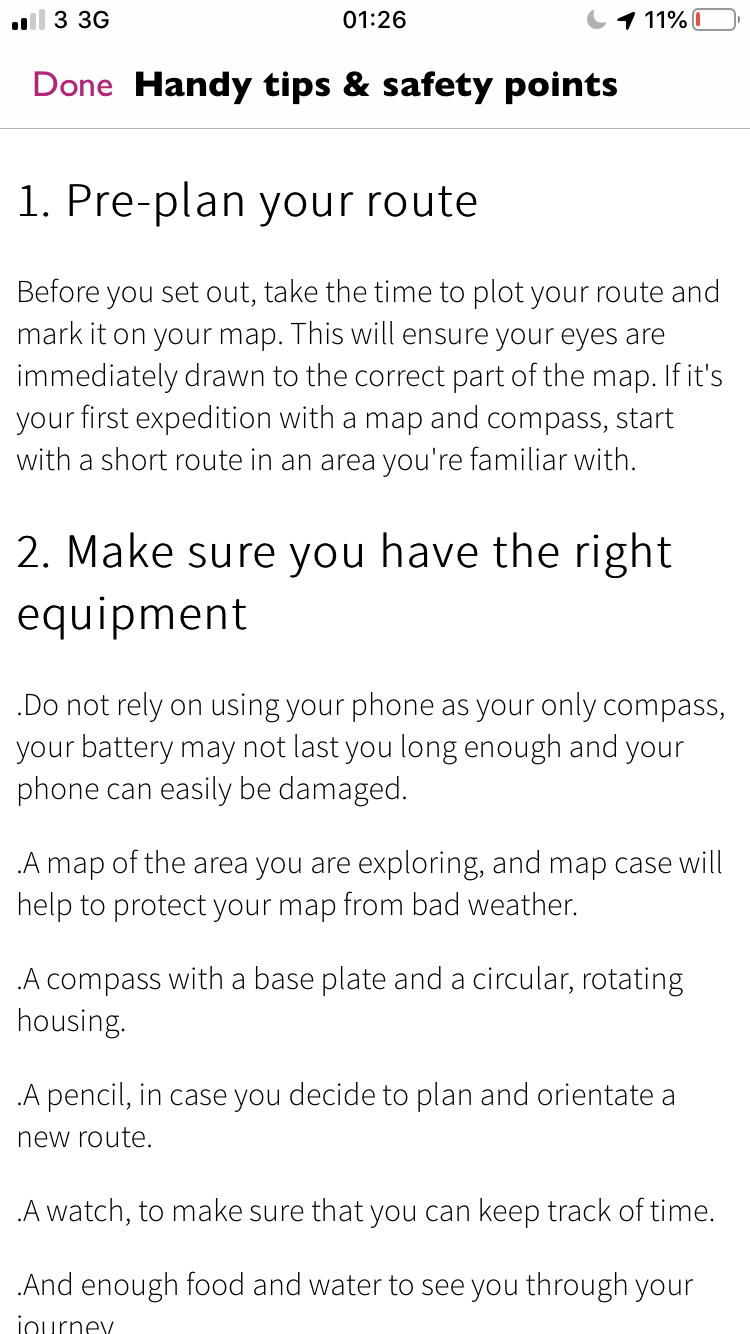 3 3G 01:26 11%
Done Handy tips & safety points
1. Pre-plan your route
Before you set out, take the time to plot your route and
mark it on your map. This will ensure your eyes are
immediately drawn to the correct part of the map. If it's
your first expedition with a map and compass, start
with a short route in an area you're familiar with.
2. Make sure you have the right
equipment
.Do not rely on using your phone as your only compass,
your battery may not last you long enough and your
phone can easily be damaged.
.A map of the area you are exploring, and map case will
help to protect your map from bad weather.
.A compass with a base plate and a circular, rotating
housing.
.A pencil, in case you decide to plan and orientate a
new route.
.A watch, to make sure that you can keep track of time.
.And enough food and water to see you through your
journey